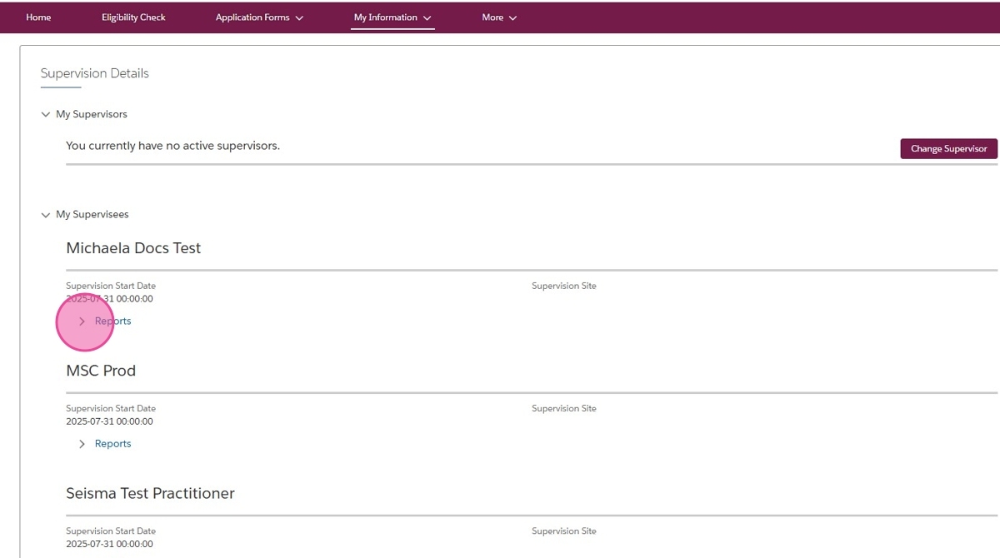 Home Eligibility Check Application Forms My Information More
Supervision Details
My Supervisors
You currently have no active supervisors.
Change Supervisor
My Supervisees
Michaela Docs Test
Supervision Start Date Supervision Site
2025-07-31 00:00:00
Reports
MSC Prod
Supervision Start Date Supervision Site
2025-07-31 00:00:00
Reports
Seisma Test Practitioner
Supervision Start Date Supervision Site
2025-07-31 00:00:00